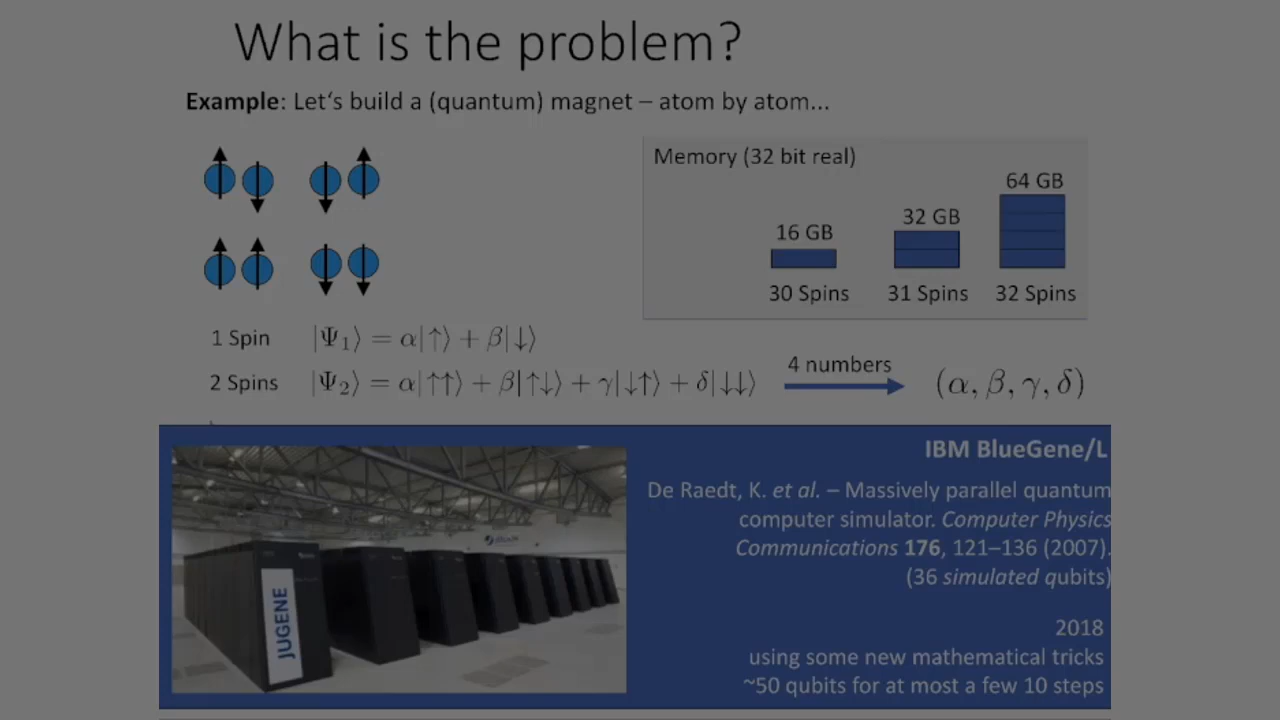 What is the problem?
Example: Let's build a (quantum) magnet – atom by atom...
Memory (32 bit real)
16 GB
32 GB
64 GB
30 Spins
31 Spins
32 Spins
1 Spin |Ψ₁⟩ = α|↑⟩ + β|↓⟩
2 Spins |Ψ₂⟩ = α|↑↑⟩ + β|↑↓⟩ + γ|↓↑⟩ + δ|↓↓⟩
4 numbers
(α, β, γ, δ)
JUGENE
IBM BlueGene/L
De Raedt, K. et al. – Massively parallel quantum
computer simulator. Computer Physics
Communications 176, 121–136 (2007).
(36 simulated qubits)
2018
using some new mathematical tricks
~50 qubits for at most a few 10 steps